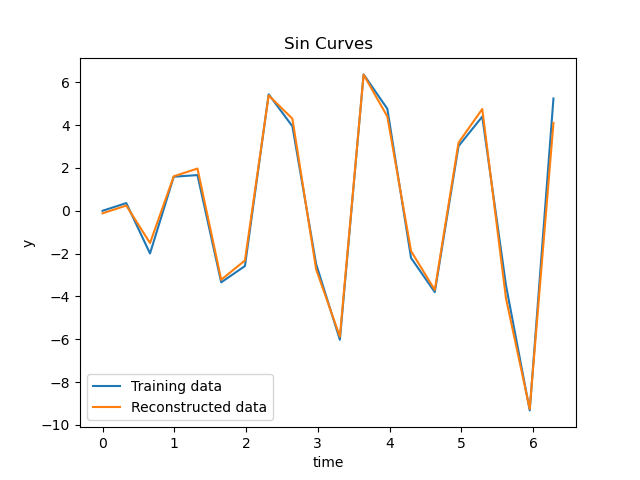 Sin Curves
6
4
2
0
−2
−4
−6
−8
−10
y
Training data
Reconstructed data
0 1 2 3 4 5 6
time